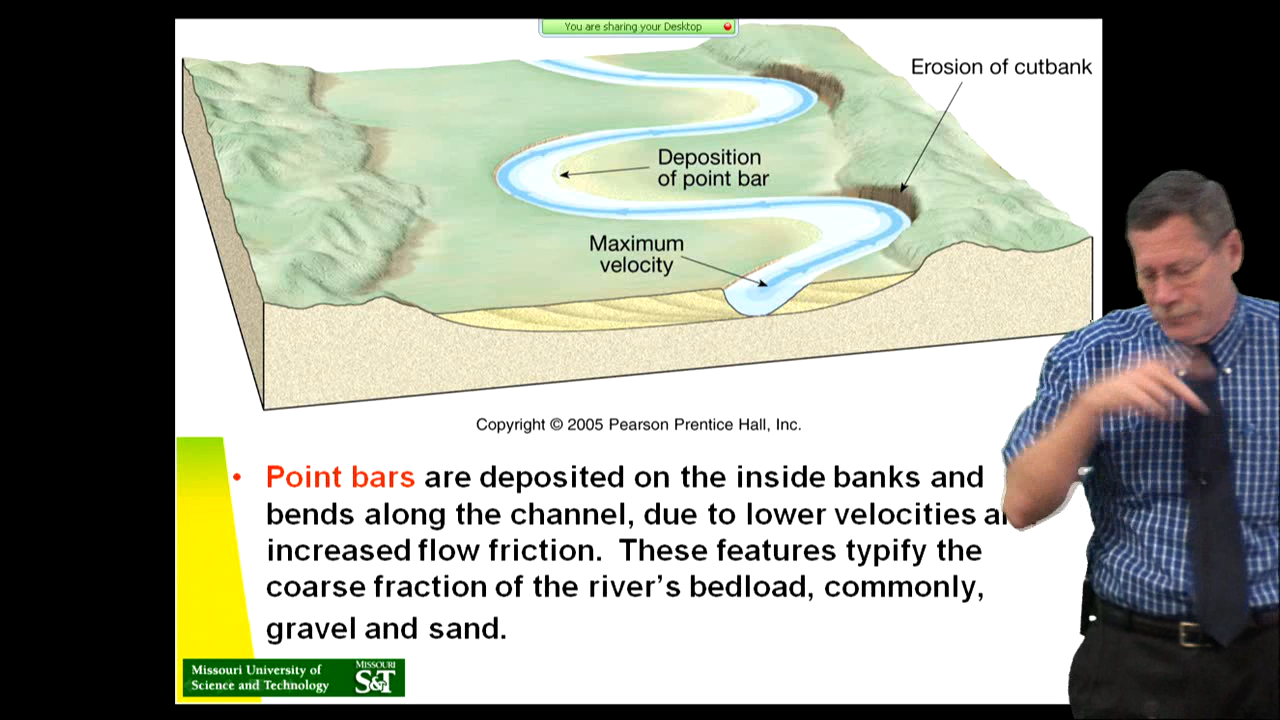 You are sharing your Desktop
Erosion of cutbank
Deposition
of point bar
Maximum
velocity
Copyright © 2005 Pearson Prentice Hall, Inc.
• Point bars are deposited on the inside banks and
bends along the channel, due to lower velocities
increased flow friction. These features typify the
coarse fraction of the river's bedload, commonly,
gravel and sand.
Missouri University of
Science and Technology
MISSOURI
S&T